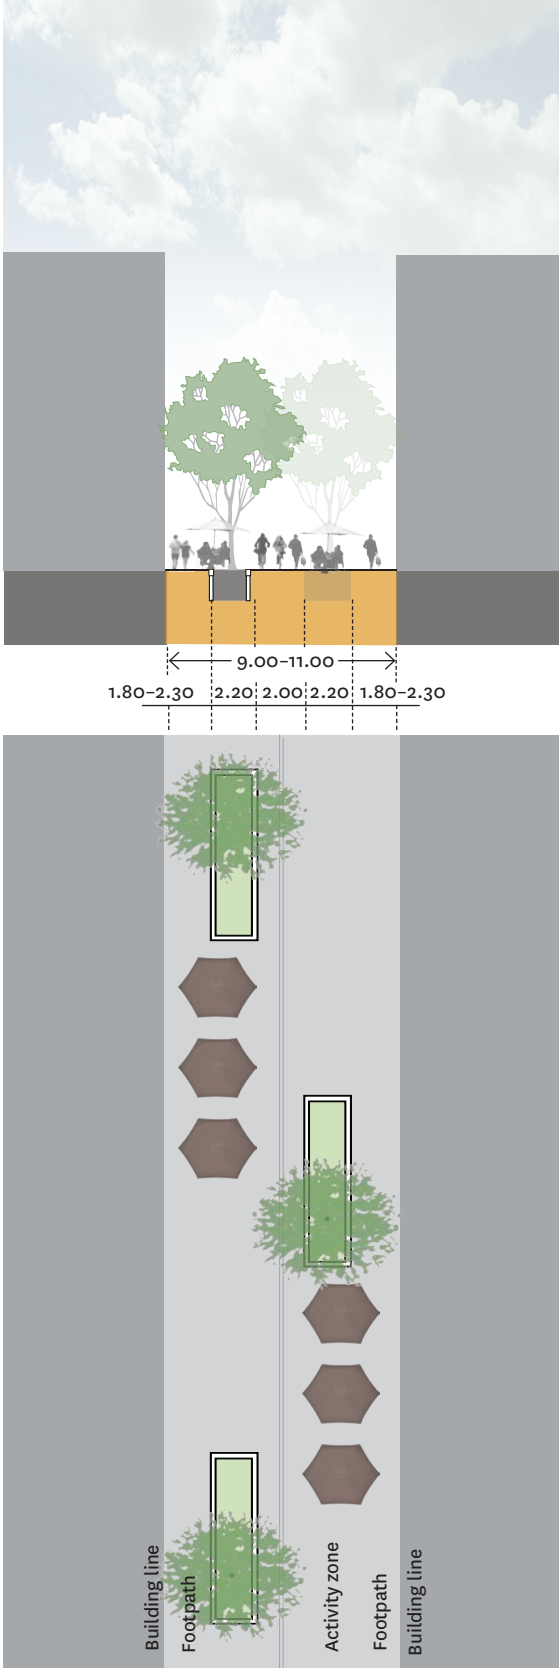 9.00–11.00
1.80–2.30 2.20 2.00 2.20 1.80–2.30
Building line
Footpath
Activity zone
Footpath
Building line